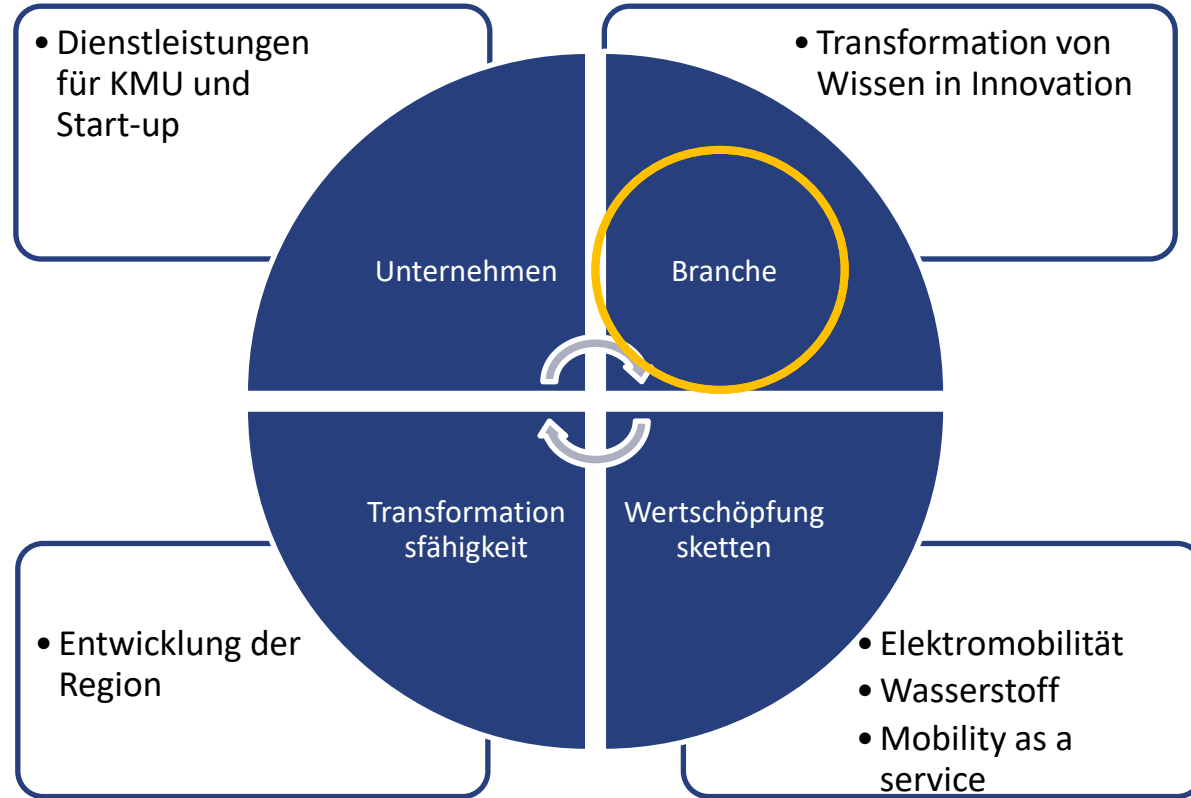 • Dienstleistungen
für KMU und
Start-up
• Transformation von
Wissen in Innovation
Unternehmen
Branche
Transformation
sfähigkeit
Wertschöpfung
sketten
• Entwicklung der
Region
• Elektromobilität
• Wasserstoff
• Mobility as a
service